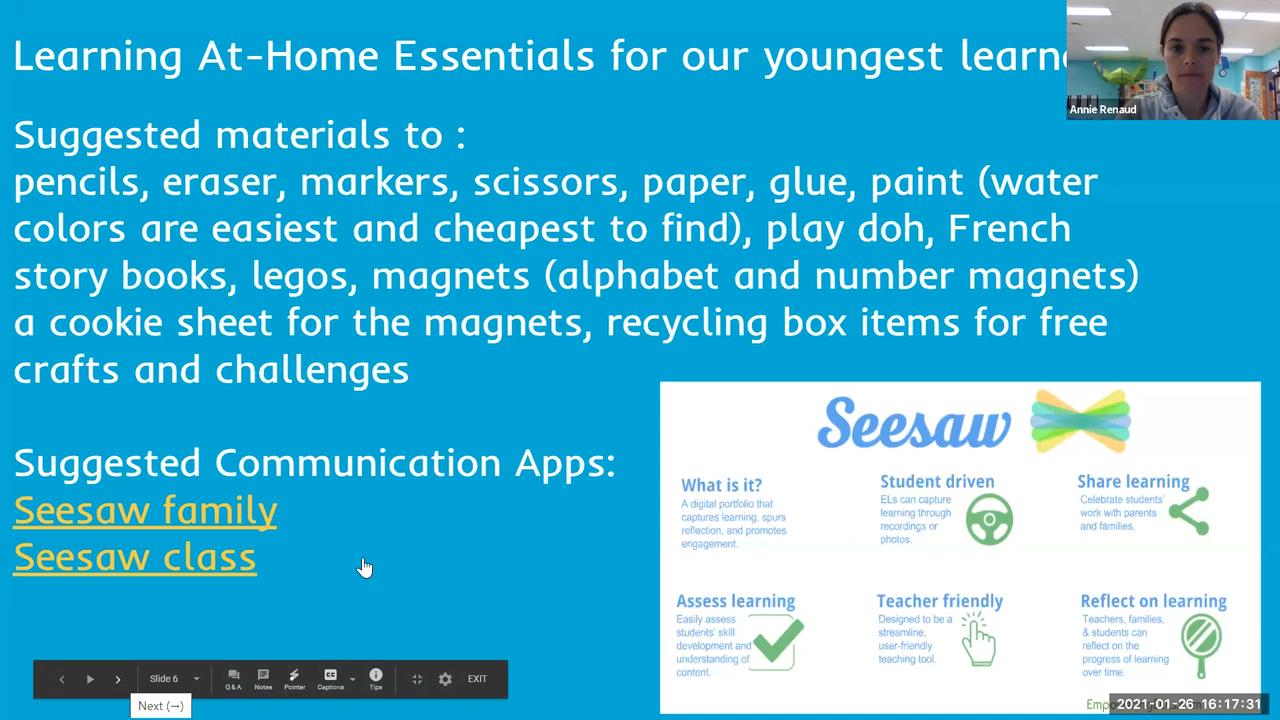 Learning At-Home Essentials for our youngest learn
Annie Renaud
Suggested materials to :
pencils, eraser, markers, scissors, paper, glue, paint (water
colors are easiest and cheapest to find), play doh, French
story books, legos, magnets (alphabet and number magnets)
a cookie sheet for the magnets, recycling box items for free
crafts and challenges
Suggested Communication Apps:
Seesaw family
Seesaw class
Seesaw
What is it?
A digital portfolio that
captures learning, spurs
reflection, and promotes
engagement.
Student driven
ELs can capture
learning through
recordings or
photos.
Share learning
Celebrate students'
work with parents
and families.
Assess learning
Easily assess
students' skill
development and
understanding of
content.
Teacher friendly
Designed to be a
streamline,
user-friendly
teaching tool.
Reflect on learning
Teachers, families,
& students can
reflect on the
progress of learning
over time.
Slide 6
Q & A
Notes
Pointer
Captions
Tips
EXIT
Next (→)
2021-01-26 16:17:31